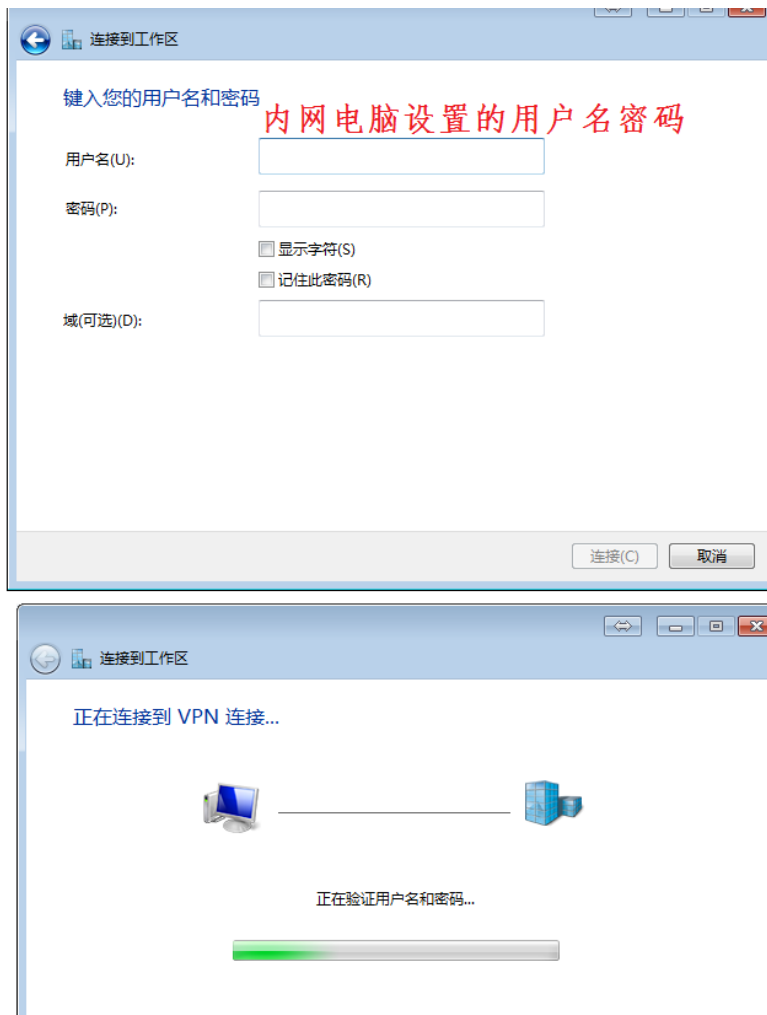 连接到工作区
键入您的用户名和密码
内网电脑设置的用户名密码
用户名(U):
密码(P):
显示字符(S)
记住此密码(R)
域(可选)(D):
连接(C) 取消
连接到工作区
正在连接到 VPN 连接...
正在验证用户名和密码...